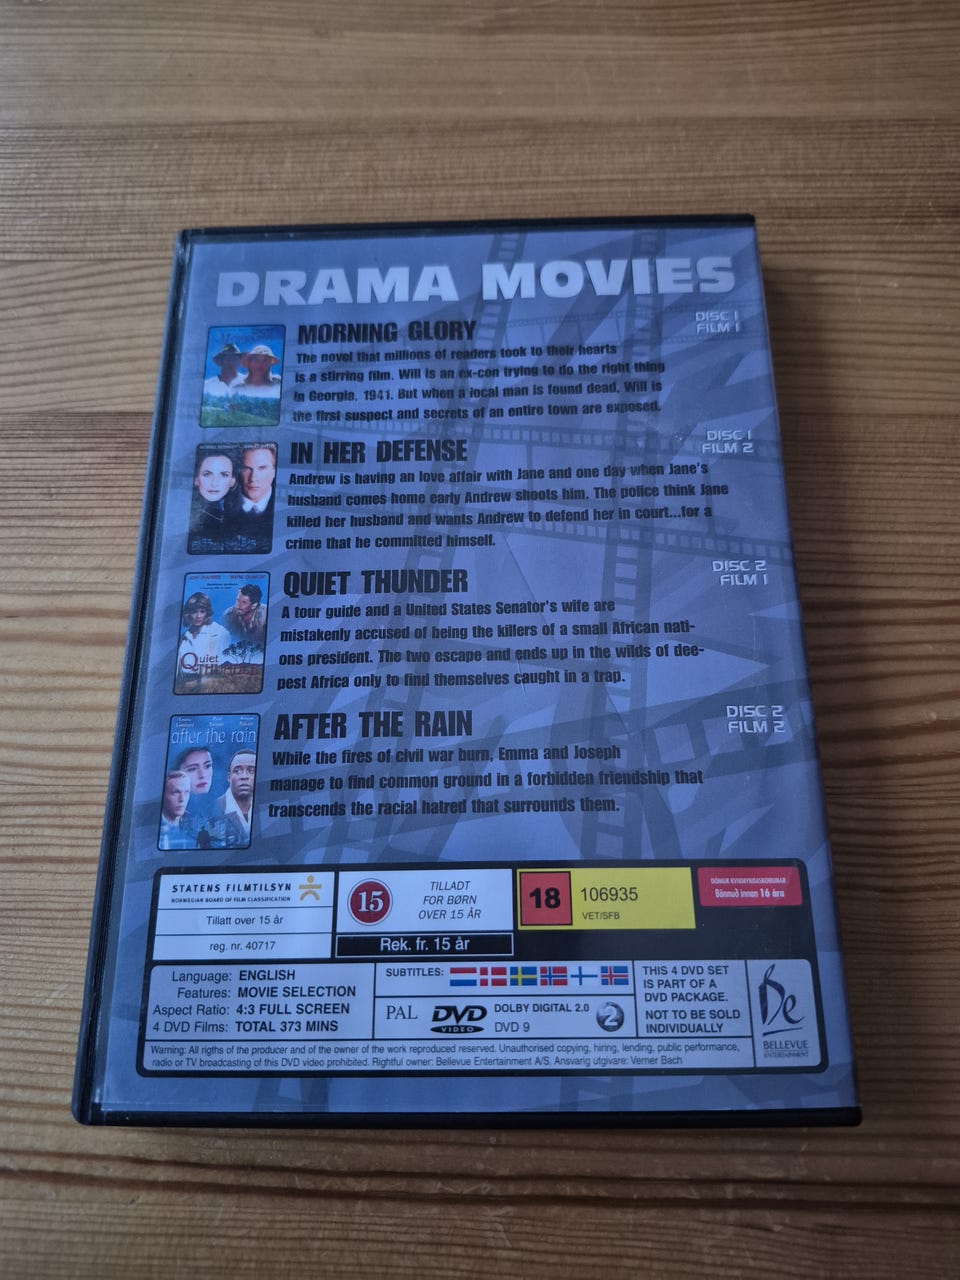 DRAMA MOVIES
DISC 1
FILM 1
MORNING GLORY
The novel that millions of readers took to their hearts
is a stirring film. Will is an ex-con trying to do the right thing
in Georgia, 1941. But when a local man is found dead, Will is
the first suspect and secrets of an entire town are exposed.
DISC 1
FILM 2
IN HER DEFENSE
Andrew is having an love affair with Jane and one day when Jane's
husband comes home early Andrew shoots him. The police think Jane
killed her husband and wants Andrew to defend her in court...for a
crime that he committed himself.
DISC 2
FILM 1
QUIET THUNDER
A tour guide and a United States Senator's wife are
mistakenly accused of being the killers of a small African nati-
ons president. The two escape and ends up in the wilds of dee-
pest Africa only to find themselves caught in a trap.
Quiet
THUNDER
DISC 2
FILM 2
AFTER THE RAIN
While the fires of civil war burn, Emma and Joseph
manage to find common ground in a forbidden friendship that
transcends the racial hatred that surrounds them.
after the rain
STATENS FILMTILSYN
NORWEGIAN BOARD OF FILM CLASSIFICATION
Tillatt over 15 år
reg. nr. 40717
15
TILLADT
FOR BØRN
OVER 15 ÅR
Rek. fr. 15 år
18
106935
VET/SFB
Bönnuð innan 16 ára
Language: ENGLISH
Features: MOVIE SELECTION
Aspect Ratio: 4:3 FULL SCREEN
4 DVD Films: TOTAL 373 MINS
SUBTITLES:
PAL
DVD
VIDEO
DOLBY DIGITAL 2.0
DVD 9
2
THIS 4 DVD SET
IS PART OF A
DVD PACKAGE.
NOT TO BE SOLD
INDIVIDUALLY
Be
BELLEVUE
ENTERTAINMENT
Warning: All rigths of the producer and of the owner of the work reproduced reserved. Unauthorised copying, hiring, lending, public performance,
radio or TV broadcasting of this DVD video prohibited. Rightful owner: Bellevue Entertainment A/S. Ansvarig utgivare: Verner Bach